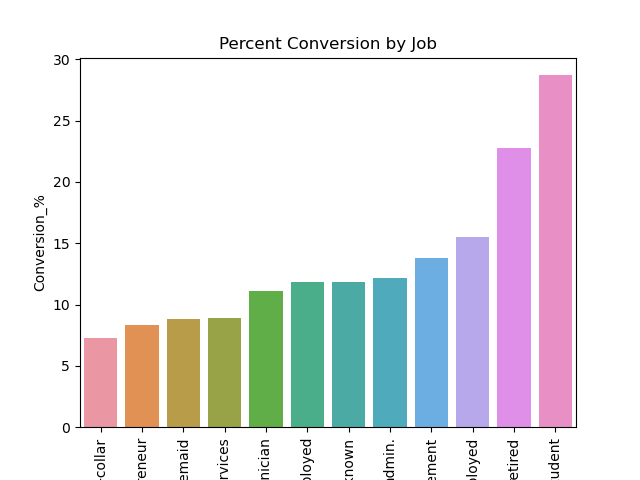 Percent Conversion by Job
Conversion_%
30
25
20
15
10
5
0
-collar
reneur
emaid
rvices
nician
ployed
known
admin.
ement
ployed
etired
udent